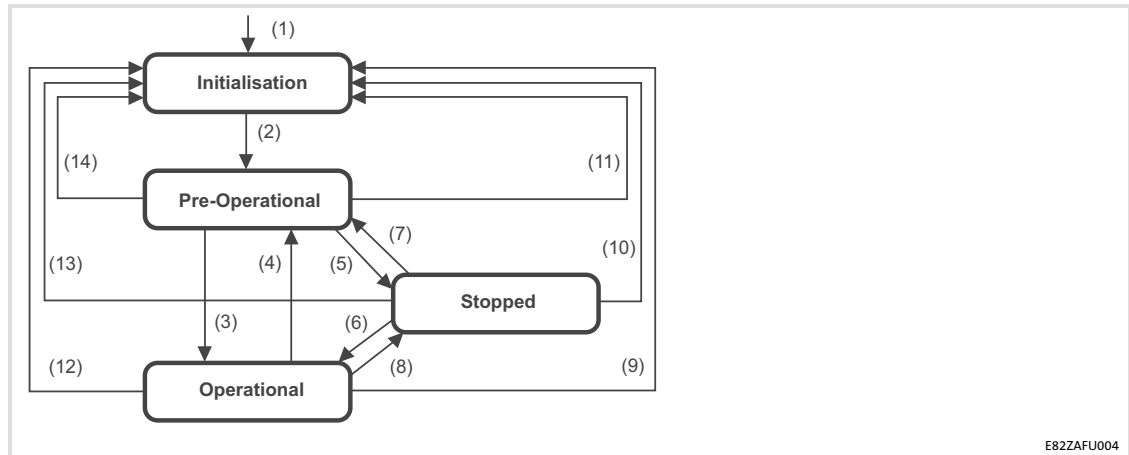 (1)
Initialisation
(2)
(14)
(11)
Pre-Operational
(7)
(10)
(13)
(4)
(5)
Stopped
(3)
(6)
(12)
(8)
(9)
Operational
E82ZAFU004